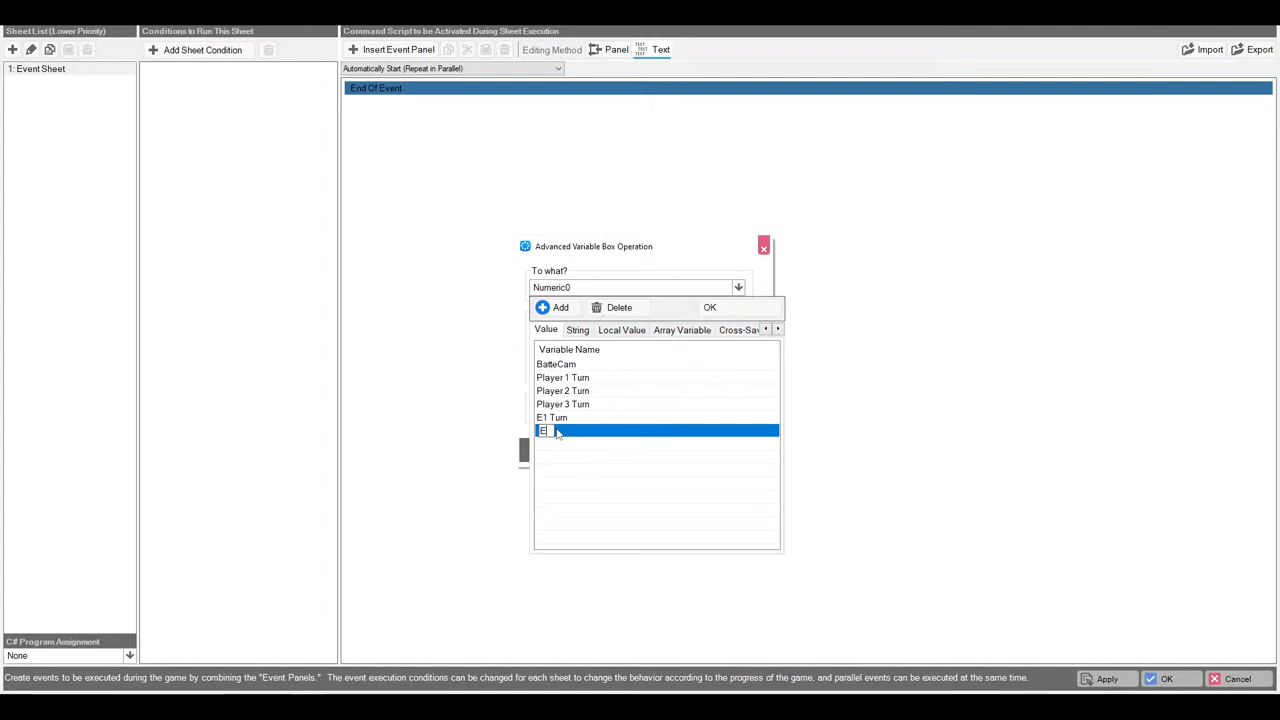 Sheet List (Lower Priority)
Conditions to Run This Sheet
Command Script to be Activated During Sheet Execution
Add Sheet Condition
Insert Event Panel
Editing Method
Panel
TEXT TEXT TEXT
Text
Import
Export
1: Event Sheet
Automatically Start (Repeat in Parallel)
End Of Event
Advanced Variable Box Operation
To what?
Numeric0
Add
Delete
OK
Value
String
Local Value
Array Variable
Cross-Sav
Variable Name
BatteCam
Player 1 Turn
Player 2 Turn
Player 3 Turn
E1 Turn
E
C# Program Assignment
None
Create events to be executed during the game by combining the "Event Panels." The event execution conditions can be changed for each sheet to change the behavior according to the progress of the game, and parallel events can be executed at the same time.
Apply
OK
Cancel